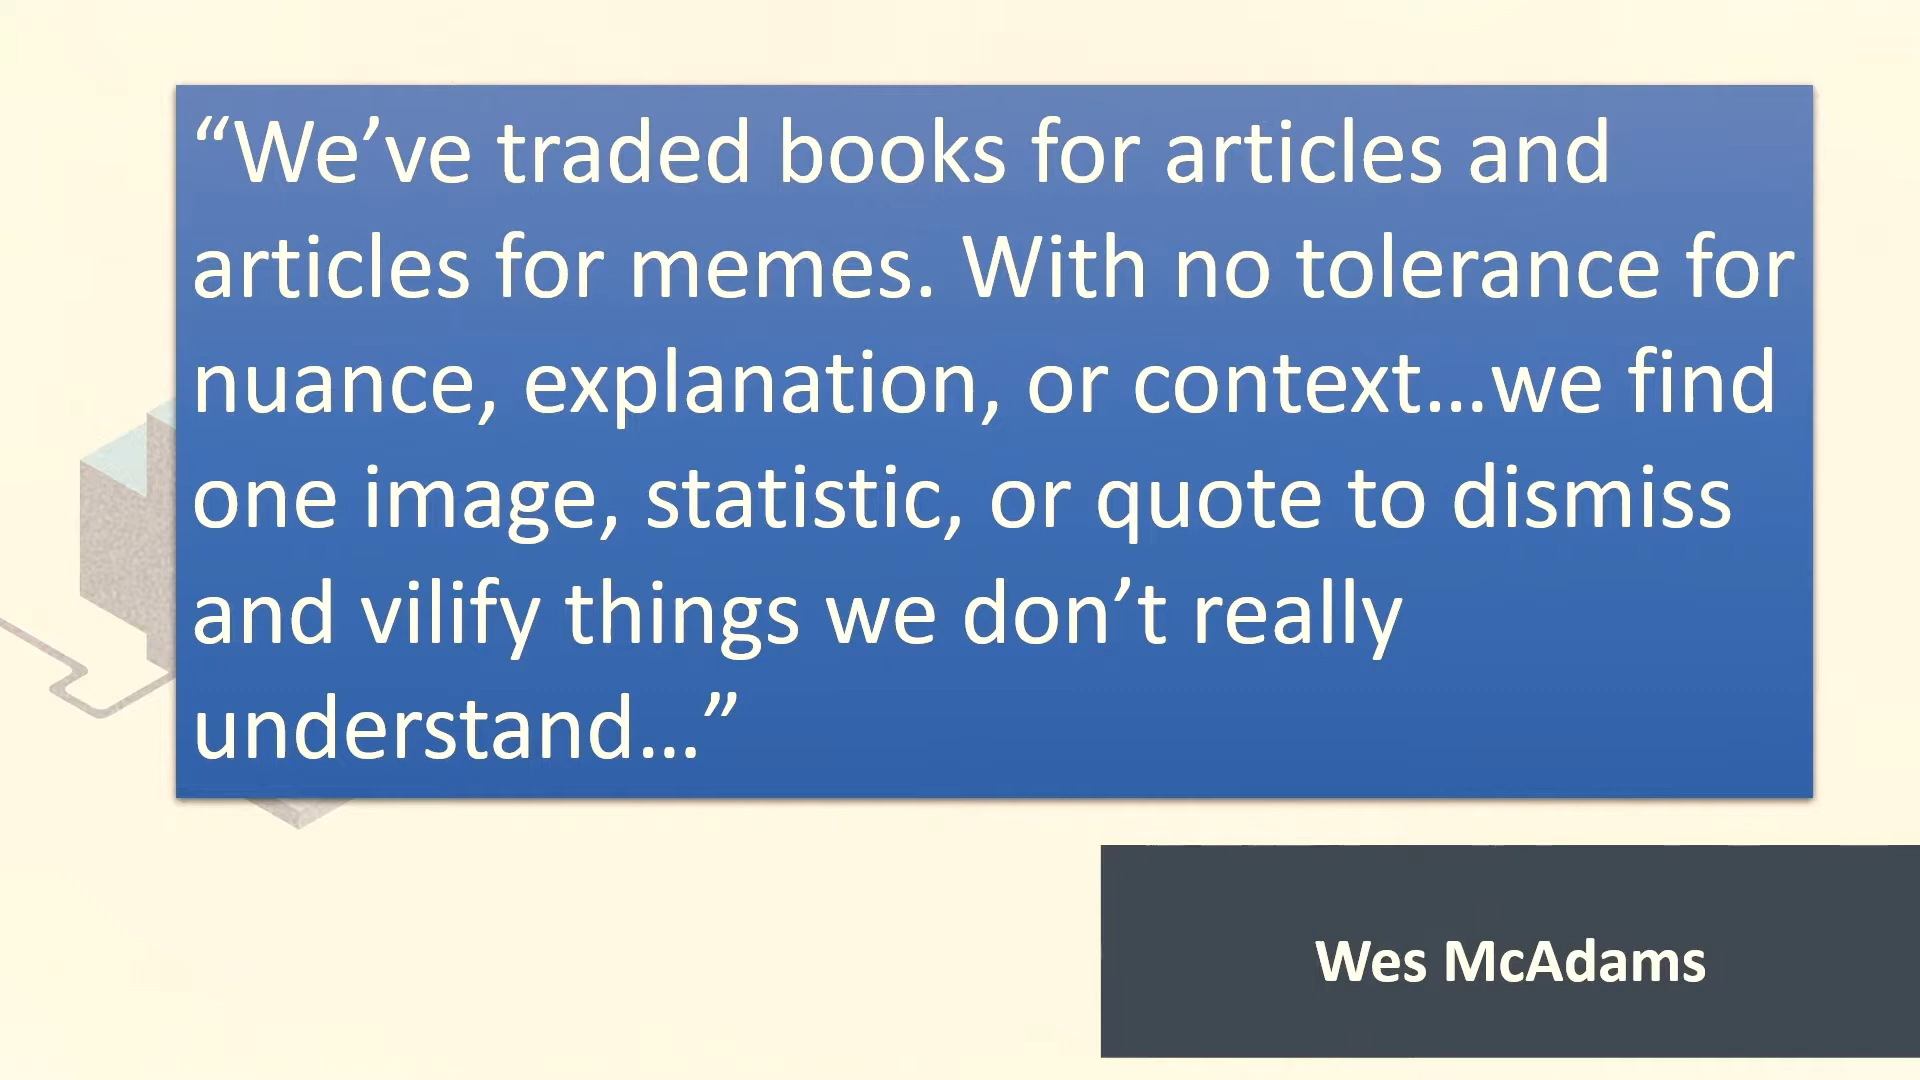 “We’ve traded books for articles and
articles for memes. With no tolerance for
nuance, explanation, or context...we find
one image, statistic, or quote to dismiss
and vilify things we don’t really
understand...”
Wes McAdams